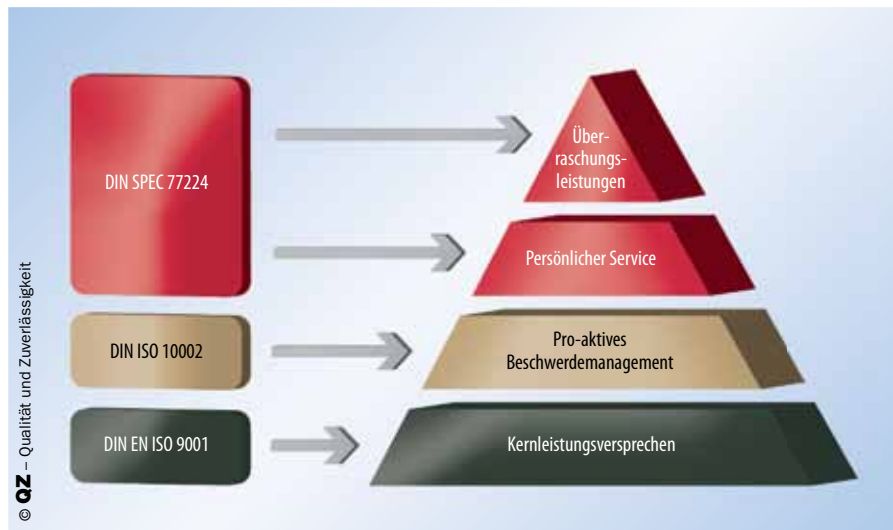 DIN SPEC 77224
Über-
raschungs-
leistungen
Persönlicher Service
DIN ISO 10002
Pro-aktives
Beschwerdemanagement
DIN EN ISO 9001
Kernleistungsversprechen
© QZ – Qualität und Zuverlässigkeit